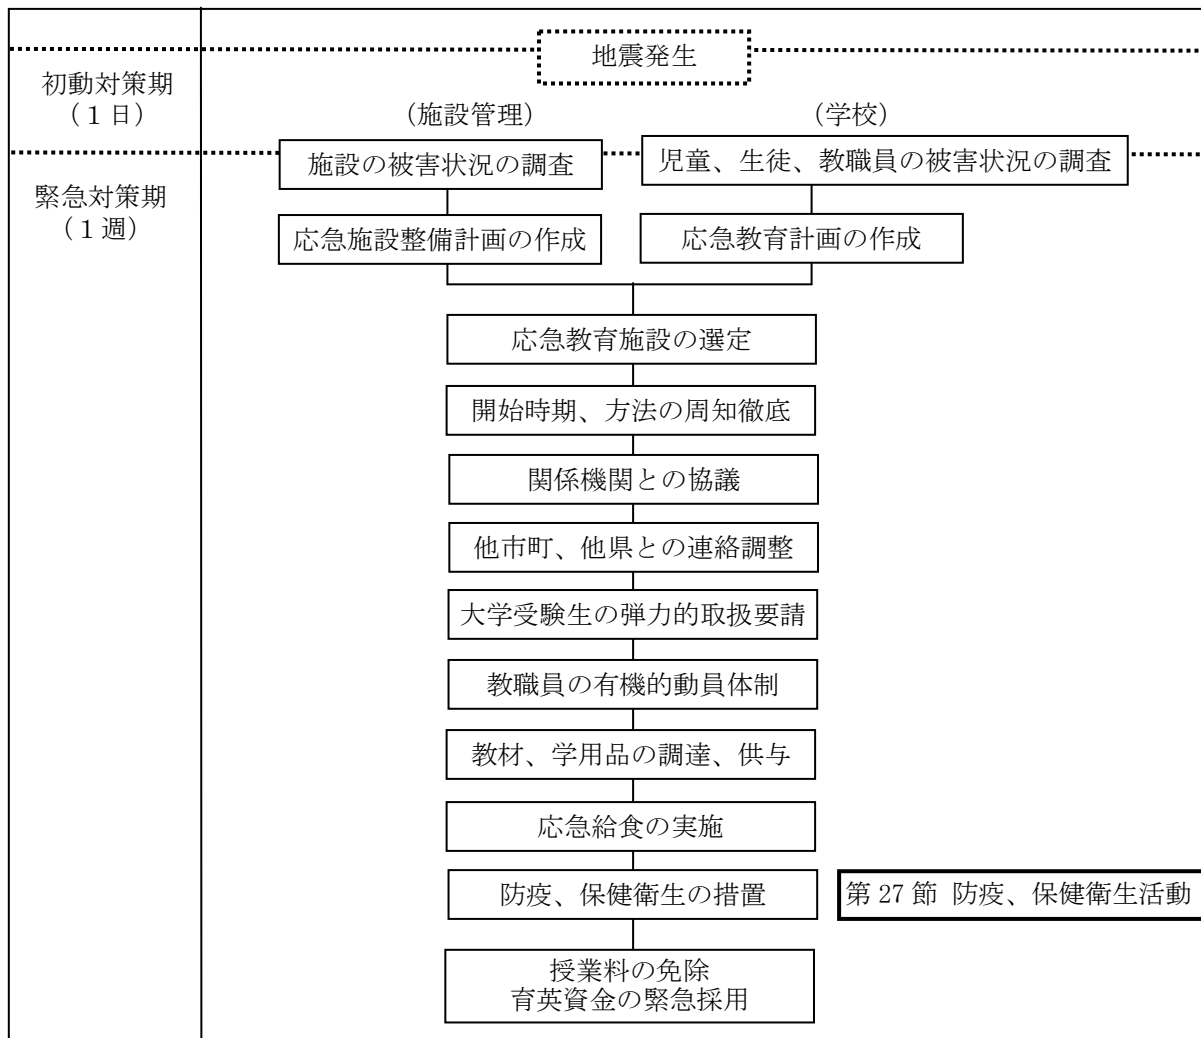 地震発生
初動対策期
（１日）
（施設管理）
（学校）
施設の被害状況の調査
児童、生徒、教職員の被害状況の調査
緊急対策期
（１週）
応急施設整備計画の作成
応急教育計画の作成
応急教育施設の選定
開始時期、方法の周知徹底
関係機関との協議
他市町、他県との連絡調整
大学受験生の弾力的取扱要請
教職員の有機的動員体制
教材、学用品の調達、供与
応急給食の実施
防疫、保健衛生の措置
第 27 節 防疫、保健衛生活動
授業料の免除
育英資金の緊急採用